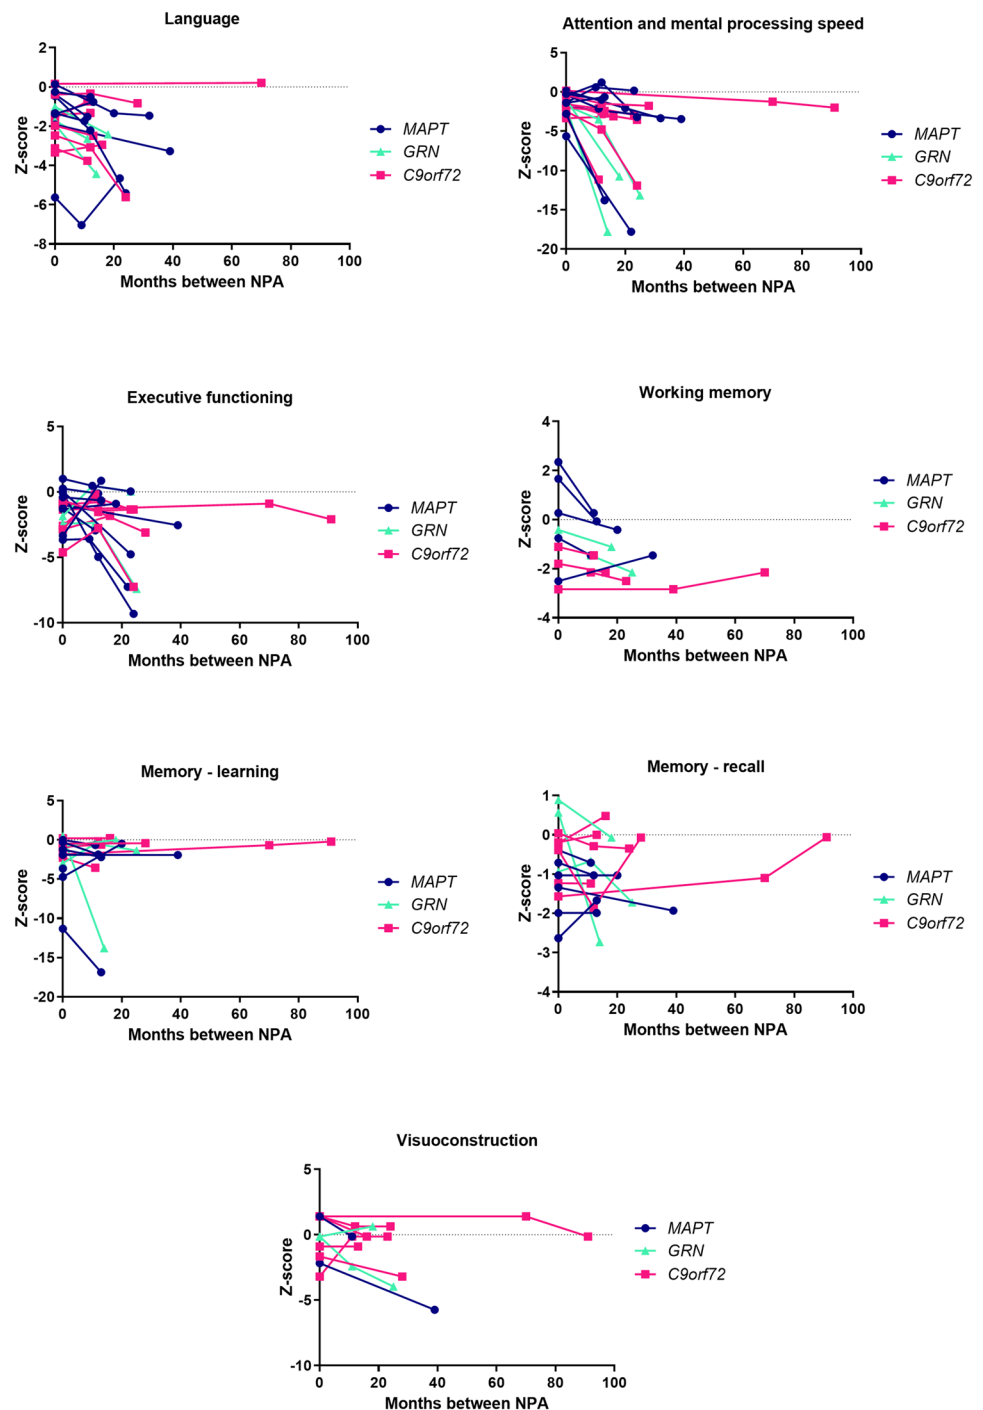 Language
2
0
-2
-4
-6
-8
Z-score
0 20 40 60 80 100
Months between NPA
MAPT
GRN
C9orf72
Attention and mental processing speed
5
0
-5
-10
-15
-20
Z-score
0 20 40 60 80 100
Months between NPA
MAPT
GRN
C9orf72
Executive functioning
5
0
-5
-10
Z-score
0 20 40 60 80 100
Months between NPA
MAPT
GRN
C9orf72
Working memory
4
2
0
-2
-4
Z-score
0 20 40 60 80 100
Months between NPA
MAPT
GRN
C9orf72
Memory - learning
5
0
-5
-10
-15
-20
Z-score
0 20 40 60 80 100
Months between NPA
MAPT
GRN
C9orf72
Memory - recall
1
0
-1
-2
-3
-4
Z-score
0 20 40 60 80 100
Months between NPA
MAPT
GRN
C9orf72
Visuoconstruction
5
0
-5
-10
Z-score
0 20 40 60 80 100
Months between NPA
MAPT
GRN
C9orf72